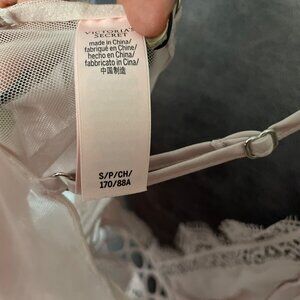 VICTORIA'S
SECRET
made in China/
fabriqué en Chine/
hecho en China/
fabbricato in Cina/
中国制造
S/P/CH/
170/88A